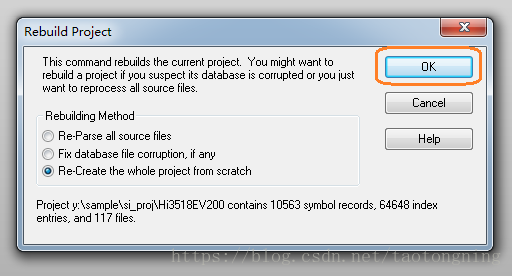 Rebuild Project
This command rebuilds the current project. You might want to
rebuild a project if you suspect its database is corrupted or you just
want to reprocess all source files.
OK
Cancel
Help
Rebuilding Method
Re-Parse all source files
Fix database file corruption, if any
Re-Create the whole project from scratch
Project y:\sample\si_proj\Hi3518EV200 contains 10563 symbol records, 64648 index
entries, and 117 files.
https://blog.csdn.net/taotongning